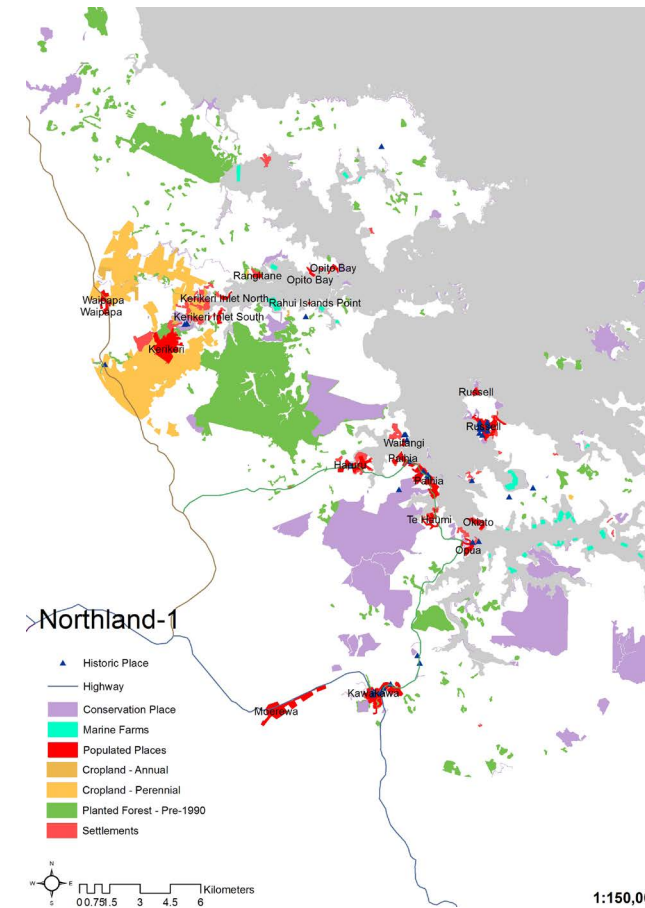 Opito Bay
Rangitane
Opito Bay
Waipapa
Kerikeri Inlet North
Rahui Islands Point
Waipapa
Kerikeri Inlet South
Kerikeri
Russell
Russell
Waitangi
Paihia
Haruru
Paihia
Te Haumi
Okiato
Opua
Northland-1
Historic Place
Highway
Kawakawa
Conservation Place
Moerewa
Marine Farms
Populated Places
Cropland - Annual
Cropland - Perennial
Planted Forest - Pre-1990
Settlements
N
W E
S
Kilometers
0 0.75 1.5 3 4.5 6
1:150,00